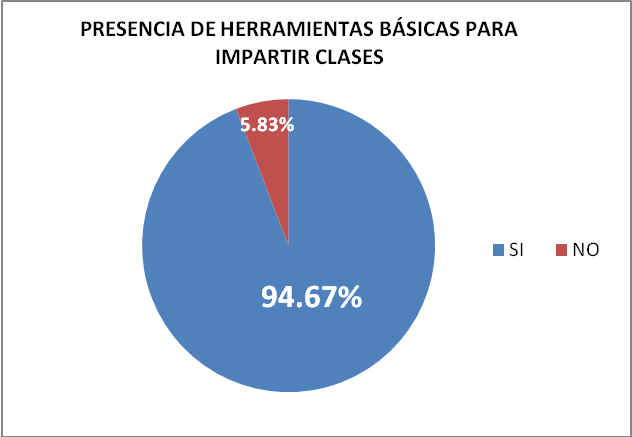 PRESENCIA DE HERRAMIENTAS BÁSICAS PARA
IMPARTIR CLASES
5.83%
SI
NO
94.67%